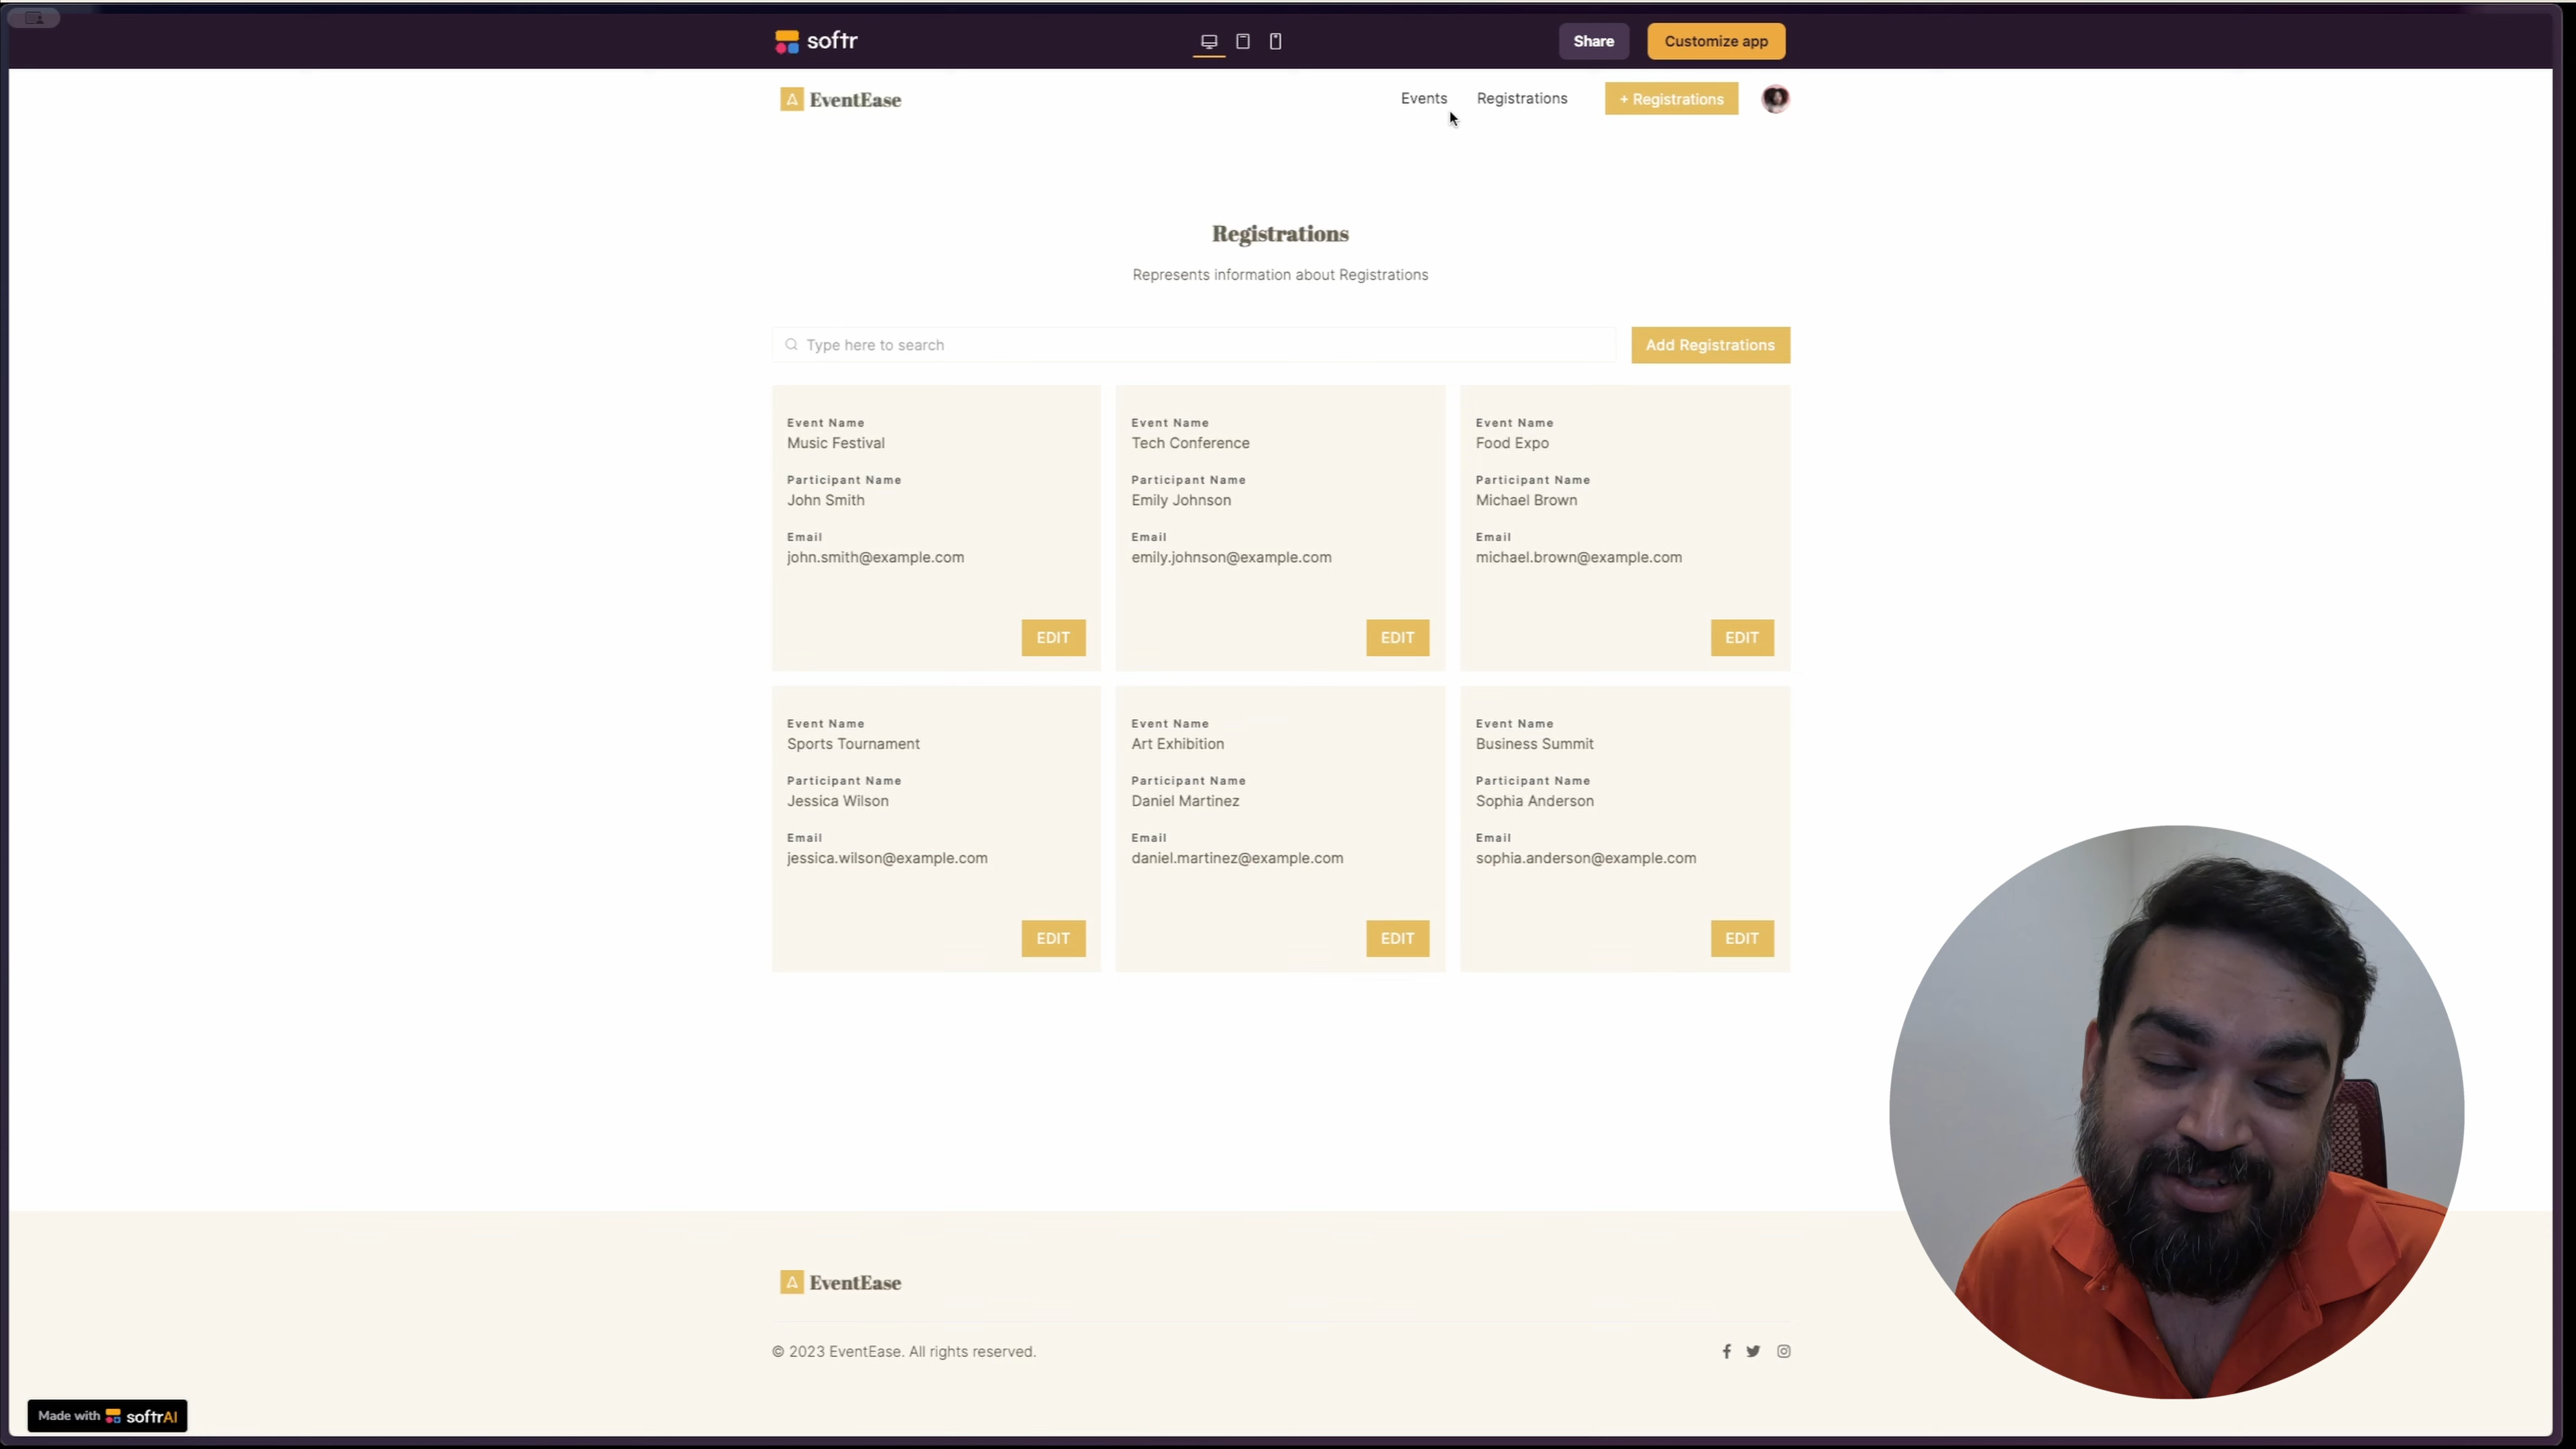 softr
Share
Customize app
EventEase
Events
Registrations
+ Registrations
Registrations
Represents information about Registrations
Type here to search
Add Registrations
Event Name
Music Festival
Participant Name
John Smith
Email
john.smith@example.com
EDIT
Event Name
Tech Conference
Participant Name
Emily Johnson
Email
emily.johnson@example.com
EDIT
Event Name
Food Expo
Participant Name
Michael Brown
Email
michael.brown@example.com
EDIT
Event Name
Sports Tournament
Participant Name
Jessica Wilson
Email
jessica.wilson@example.com
EDIT
Event Name
Art Exhibition
Participant Name
Daniel Martinez
Email
daniel.martinez@example.com
EDIT
Event Name
Business Summit
Participant Name
Sophia Anderson
Email
sophia.anderson@example.com
EDIT
EventEase
© 2023 EventEase. All rights reserved.
Made with softrAI